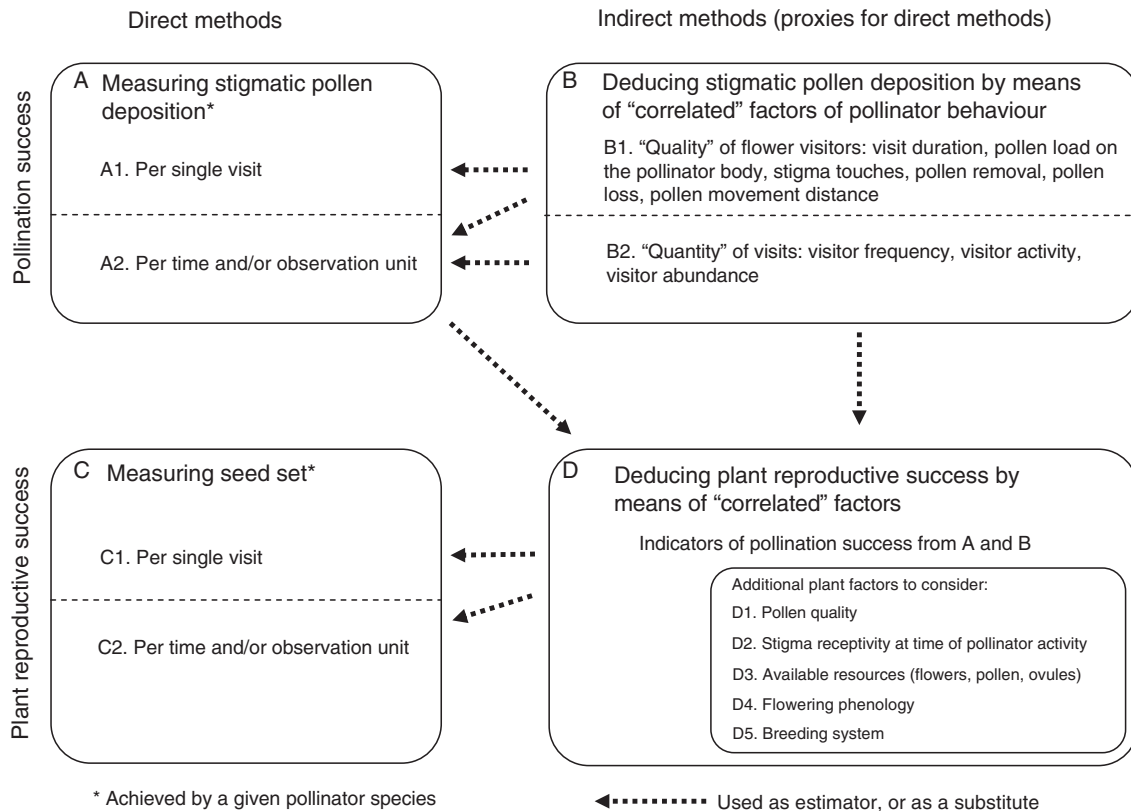 Direct methods
Indirect methods (proxies for direct methods)
Pollination success
A Measuring stigmatic pollen
deposition*
A1. Per single visit
A2. Per time and/or observation unit
B Deducing stigmatic pollen deposition by means
of “correlated” factors of pollinator behaviour
B1. “Quality” of flower visitors: visit duration, pollen load on
the pollinator body, stigma touches, pollen removal, pollen
loss, pollen movement distance
B2. “Quantity” of visits: visitor frequency, visitor activity,
visitor abundance
Plant reproductive success
C Measuring seed set*
C1. Per single visit
C2. Per time and/or observation unit
D Deducing plant reproductive success by
means of “correlated” factors
Indicators of pollination success from A and B
Additional plant factors to consider:
D1. Pollen quality
D2. Stigma receptivity at time of pollinator activity
D3. Available resources (flowers, pollen, ovules)
D4. Flowering phenology
D5. Breeding system
* Achieved by a given pollinator species
Used as estimator, or as a substitute